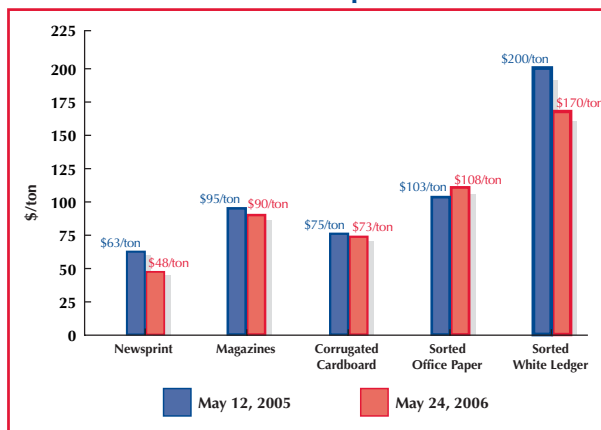 225
200
175
150
125
100
75
50
25
0
$/ton
$63/ton
$48/ton
$95/ton
$90/ton
$75/ton
$73/ton
$103/ton
$108/ton
$200/ton
$170/ton
Newsprint
Magazines
Corrugated
Cardboard
Sorted
Office Paper
Sorted
White Ledger
May 12, 2005
May 24, 2006